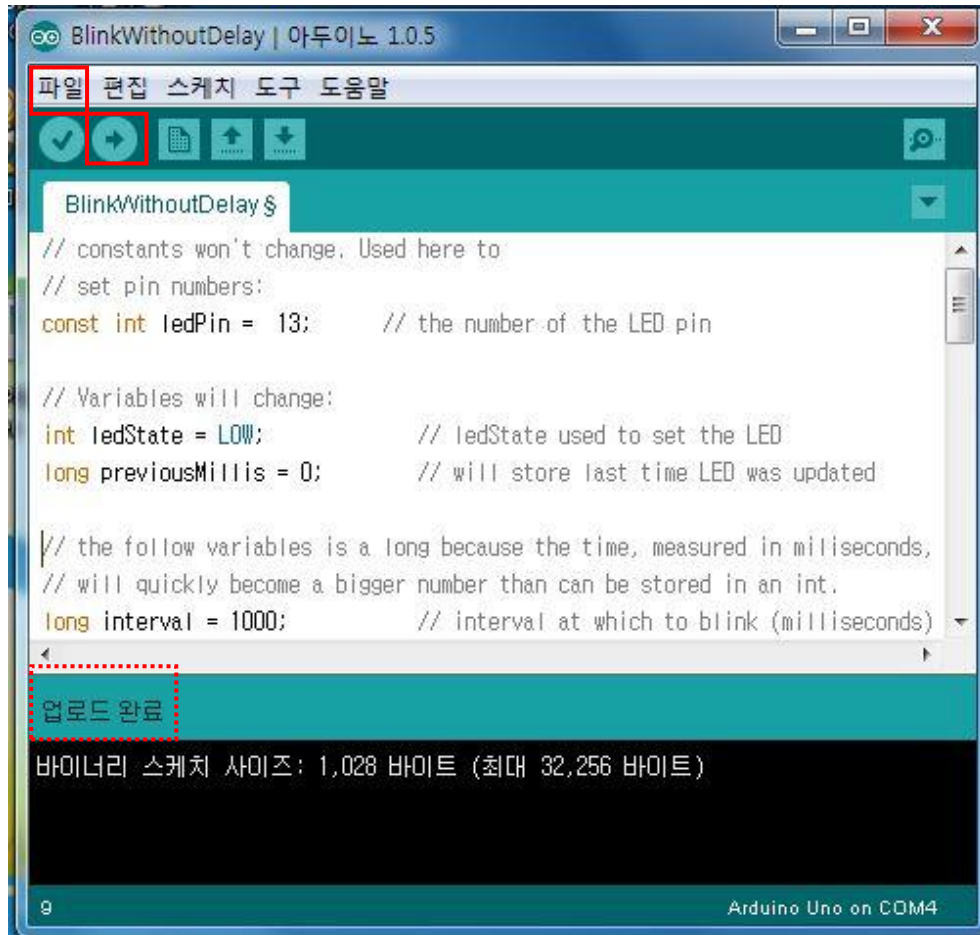 BlinkWithoutDelay | 아두이노 1.0.5
파일 편집 스케치 도구 도움말
BlinkWithoutDelay §
// constants won't change. Used here to
// set pin numbers:
const int ledPin =  13;      // the number of the LED pin
// Variables will change:
int ledState = LOW;             // ledState used to set the LED
long previousMillis = 0;        // will store last time LED was updated
// the follow variables is a long because the time, measured in miliseconds,
// will quickly become a bigger number than can be stored in an int.
long interval = 1000;           // interval at which to blink (milliseconds)
업로드 완료
바이너리 스케치 사이즈: 1,028 바이트 (최대 32,256 바이트)
9 Arduino Uno on COM4